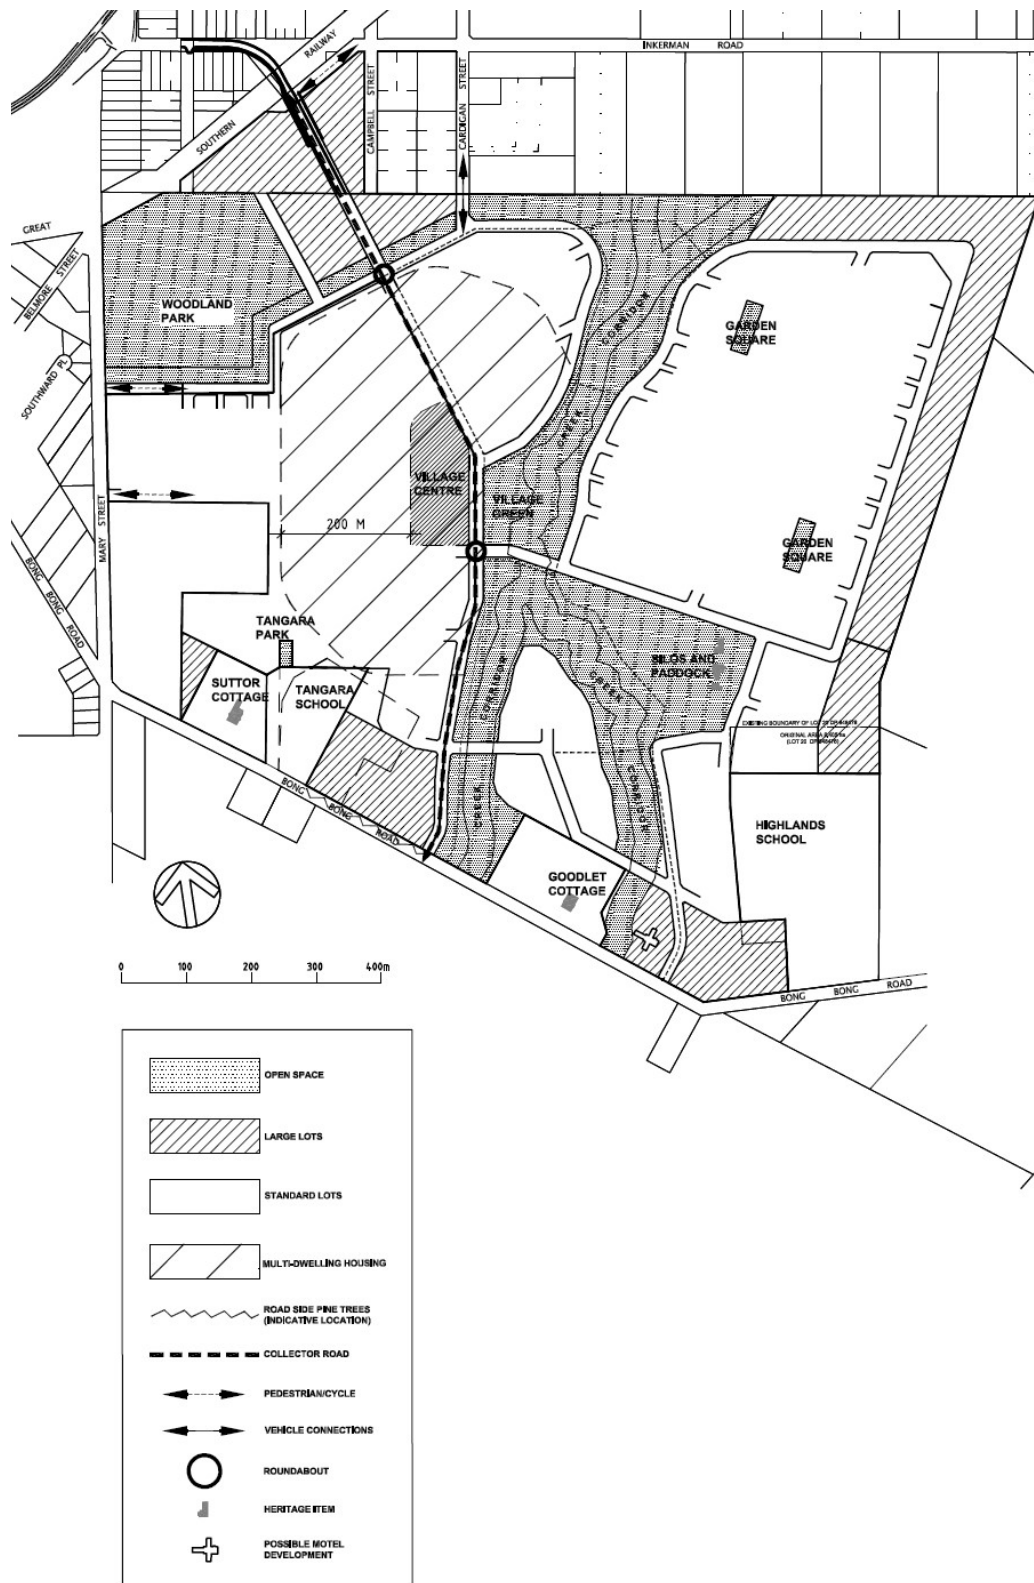 INKERMAN ROAD
RAILWAY
SOUTHERN
CAMPBELL STREET
CARDIGAN STREET
GREAT
BELMORE STREET
SOUTHWARD PL
WOODLAND
PARK
GARDEN
SQUARE
CORRIDOR
CREEK
VILLAGE
CENTRE
VILLAGE
GREEN
MARY STREET
200 M
GARDEN
SQUARE
BONG BONG ROAD
TANGARA
PARK
SUTTOR
COTTAGE
TANGARA
SCHOOL
SILOS AND
PADDOCK
CREEK
CORRIDOR
CORRIDOR
CREEK
EXISTING BOUNDARY OF LOT
ORIGINAL AREA
HIGHLANDS
SCHOOL
BONG BONG ROAD
GOODLET
COTTAGE
BONG BONG ROAD
0 100 200 300 400m
OPEN SPACE
LARGE LOTS
STANDARD LOTS
MULTI-DWELLING HOUSING
ROAD SIDE PINE TREES
(INDICATIVE LOCATION)
COLLECTOR ROAD
PEDESTRIAN/CYCLE
VEHICLE CONNECTIONS
ROUNDABOUT
HERITAGE ITEM
POSSIBLE MOTEL
DEVELOPMENT